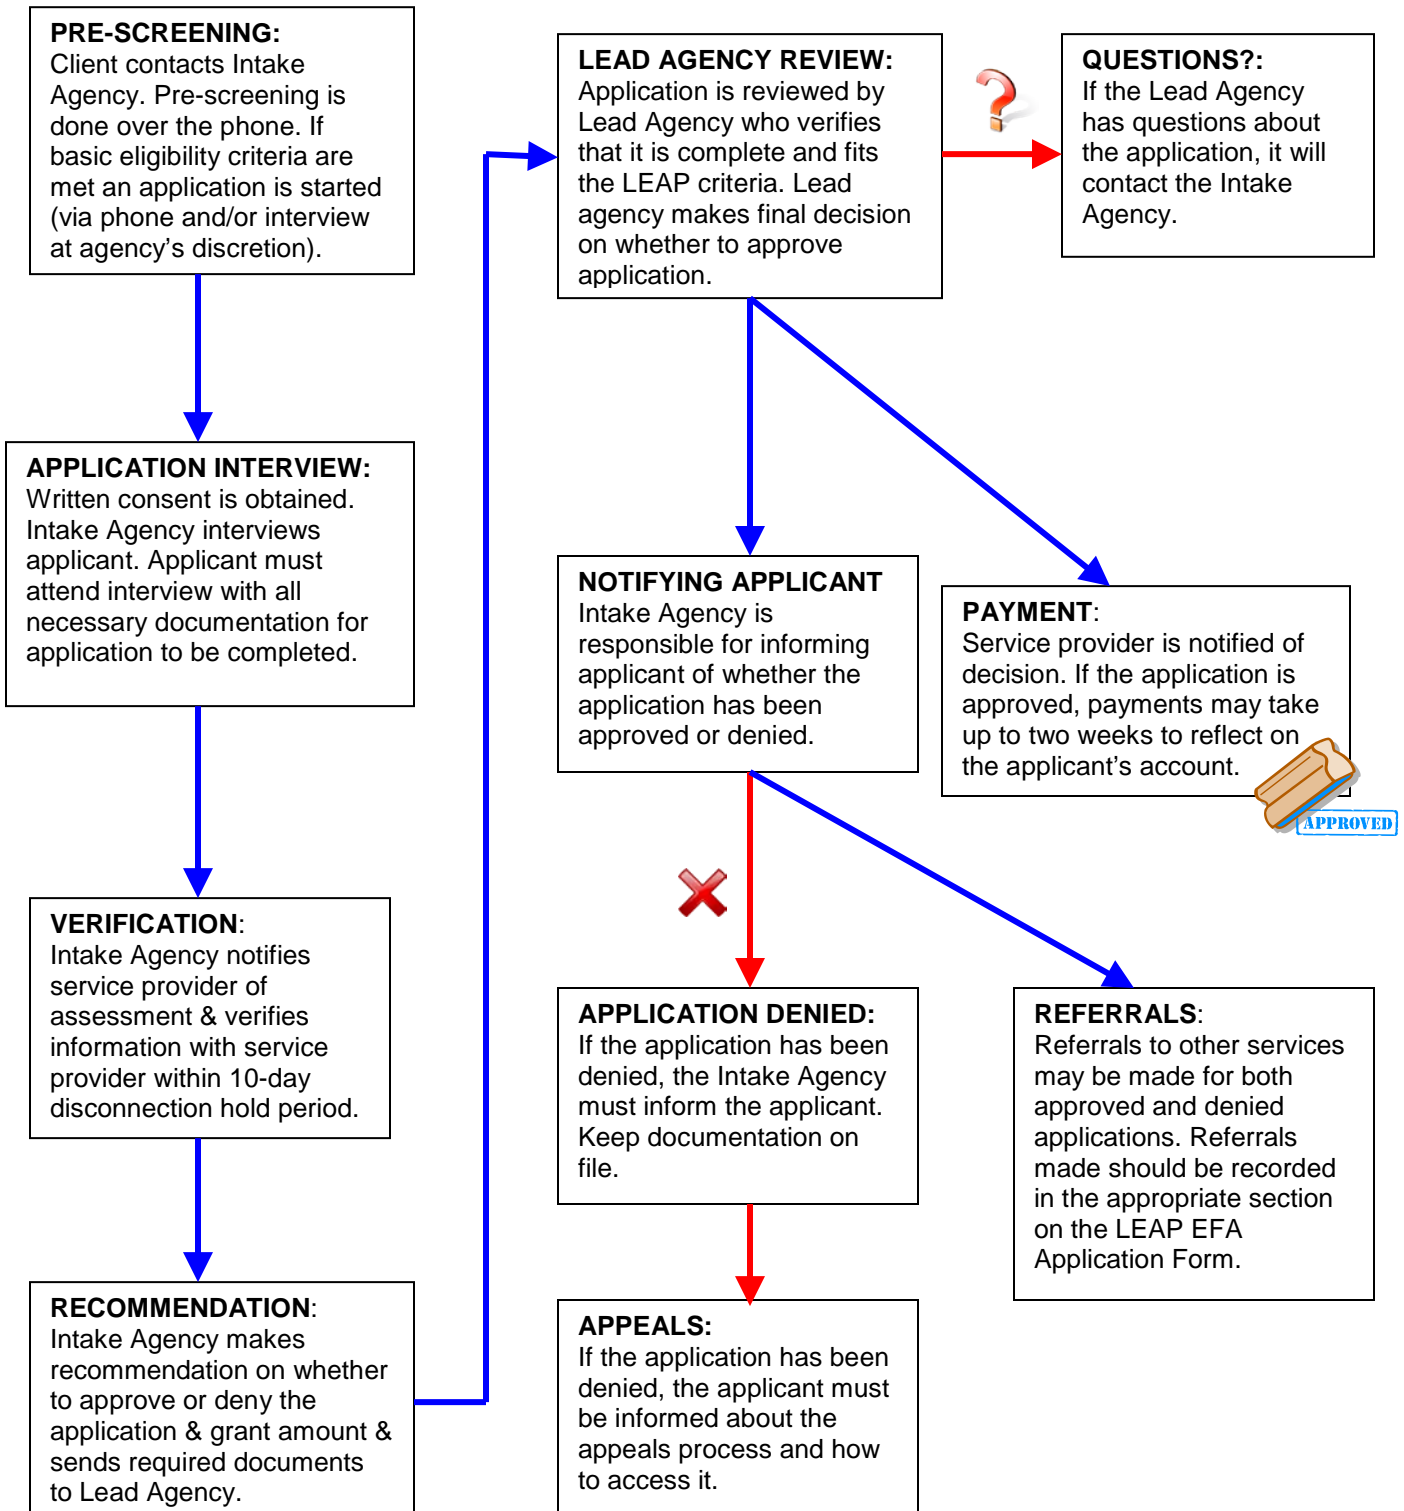 PRE-SCREENING:
Client contacts Intake
Agency. Pre-screening is
done over the phone. If
basic eligibility criteria are
met an application is started
(via phone and/or interview
at agency's discretion).
APPLICATION INTERVIEW:
Written consent is obtained.
Intake Agency interviews
applicant. Applicant must
attend interview with all
necessary documentation for
application to be completed.
VERIFICATION:
Intake Agency notifies
service provider of
assessment & verifies
information with service
provider within 10-day
disconnection hold period.
RECOMMENDATION:
Intake Agency makes
recommendation on whether
to approve or deny the
application & grant amount &
sends required documents
to Lead Agency.
LEAD AGENCY REVIEW:
Application is reviewed by
Lead Agency who verifies
that it is complete and fits
the LEAP criteria. Lead
agency makes final decision
on whether to approve
application.
?
QUESTIONS?:
If the Lead Agency
has questions about
the application, it will
contact the Intake
Agency.
NOTIFYING APPLICANT
Intake Agency is
responsible for informing
applicant of whether the
application has been
approved or denied.
PAYMENT:
Service provider is notified of
decision. If the application is
approved, payments may take
up to two weeks to reflect on
the applicant's account.
APPROVED
APPLICATION DENIED:
If the application has been
denied, the Intake Agency
must inform the applicant.
Keep documentation on
file.
REFERRALS:
Referrals to other services
may be made for both
approved and denied
applications. Referrals
made should be recorded
in the appropriate section
on the LEAP EFA
Application Form.
APPEALS:
If the application has been
denied, the applicant must
be informed about the
appeals process and how
to access it.